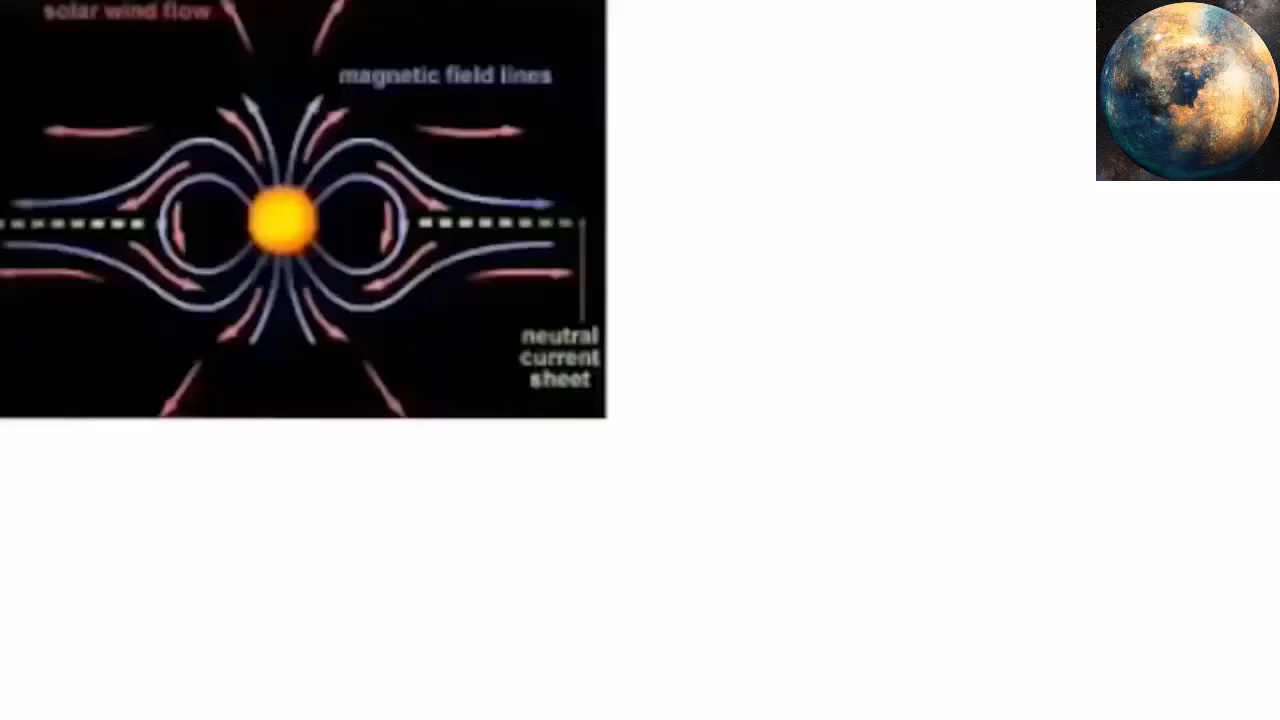 solar wind flow
magnetic field lines
neutral
current
sheet